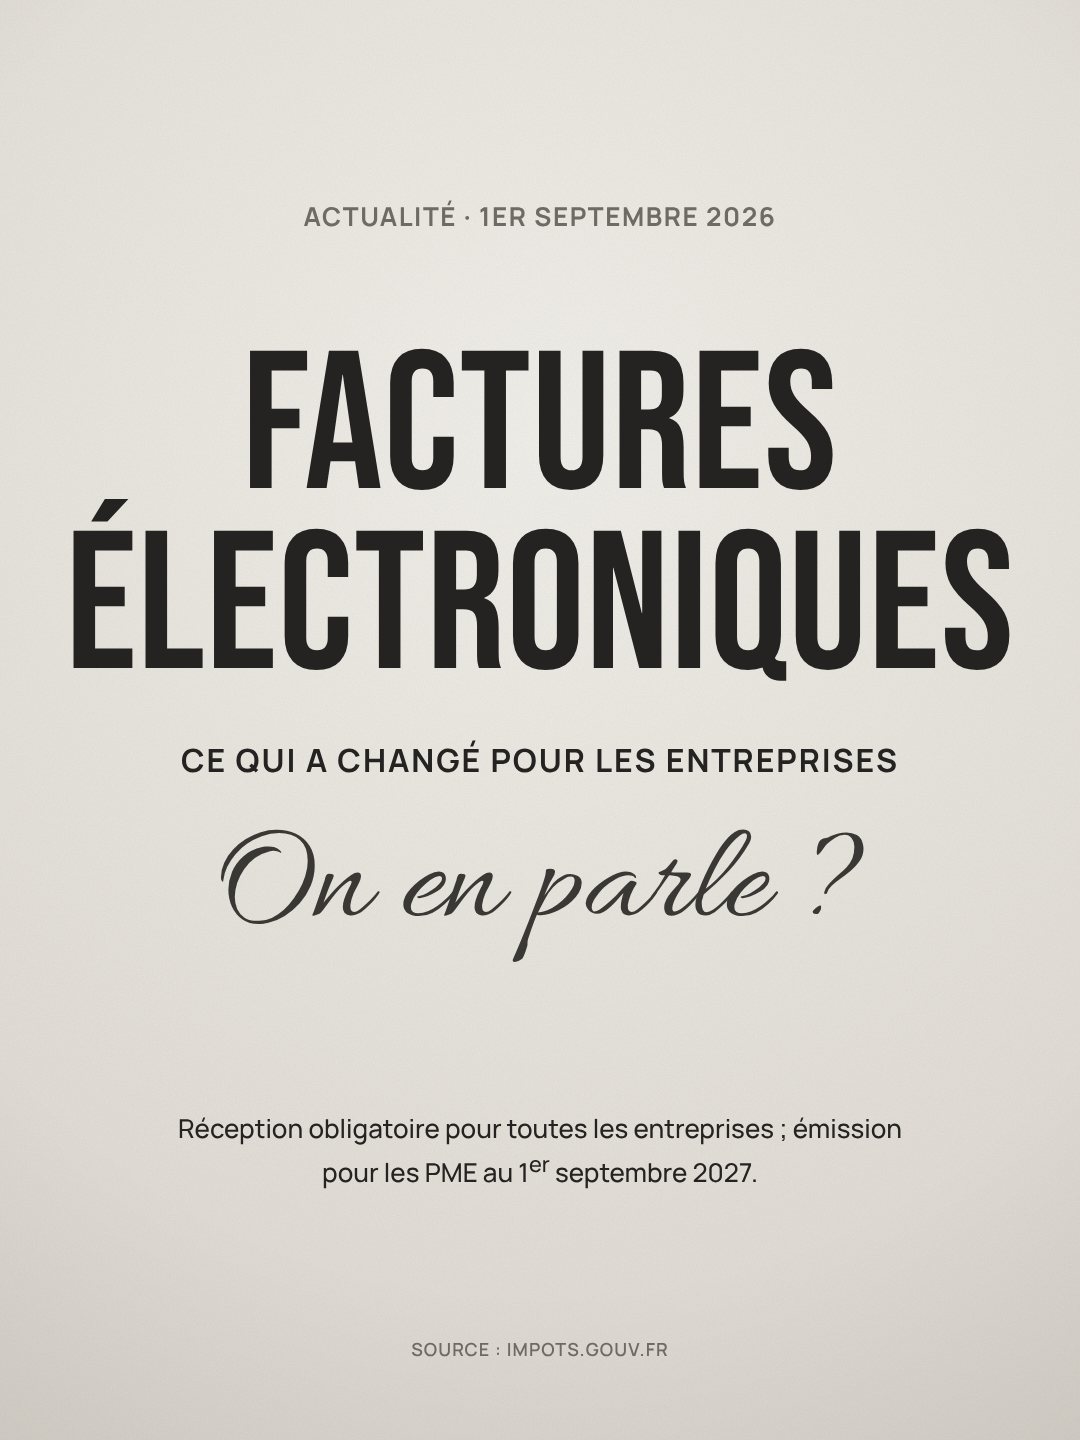 ACTUALITÉ · 1ER SEPTEMBRE 2026
FACTURES
ÉLECTRONIQUES
CE QUI A CHANGÉ POUR LES ENTREPRISES
On en parle ?
Réception obligatoire pour toutes les entreprises ; émission
pour les PME au 1er septembre 2027.
SOURCE : IMPOTS.GOUV.FR